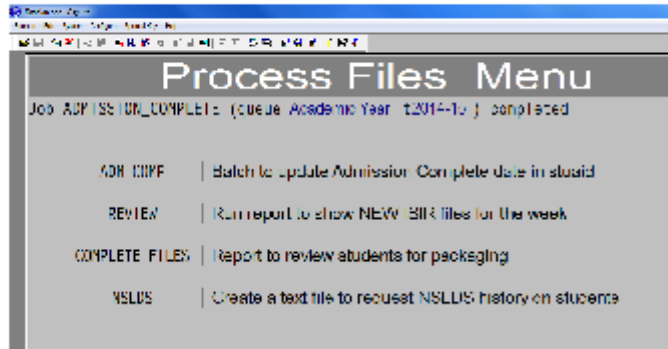 Process Files Menu
Job ADMISSION_COMPLETE (queue Academic Year t2014-15 ) completed
ADM COMP Batch to update Admission Complete date in stuaid
REVIEW Run report to show NEW ISIR files for the week
COMPLETE FILES Report to review students for packaging
NSLDS Create a text file to request NSLDS history on students